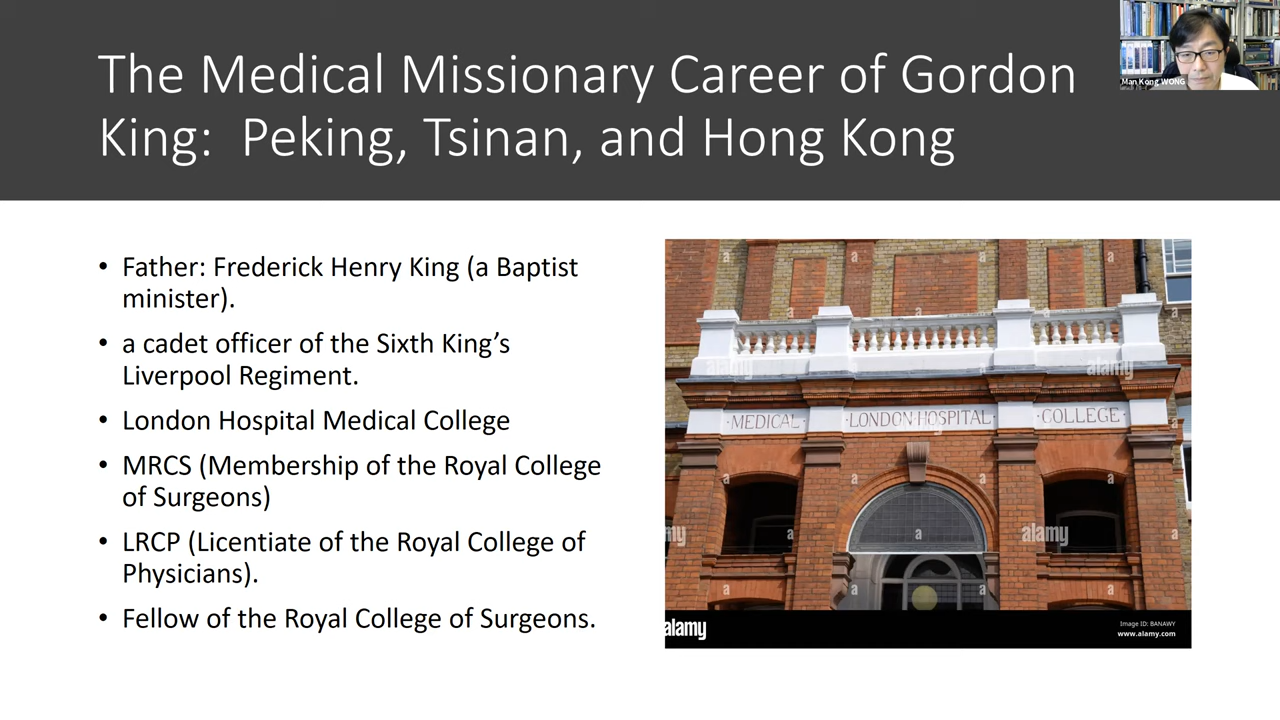 The Medical Missionary Career of Gordon
King: Peking, Tsinan, and Hong Kong
Man Kong WONG
• Father: Frederick Henry King (a Baptist
minister).
• a cadet officer of the Sixth King’s
Liverpool Regiment.
• London Hospital Medical College
• MRCS (Membership of the Royal College
of Surgeons)
• LRCP (Licentiate of the Royal College of
Physicians).
• Fellow of the Royal College of Surgeons.
·MEDICAL· ·LONDON·HOSPITAL· ·COLLEGE·
a a a
a a
alamy alamy
a a a
alamy a a alamy a
a a a a
alamy
Image ID: BANAWY
www.alamy.com